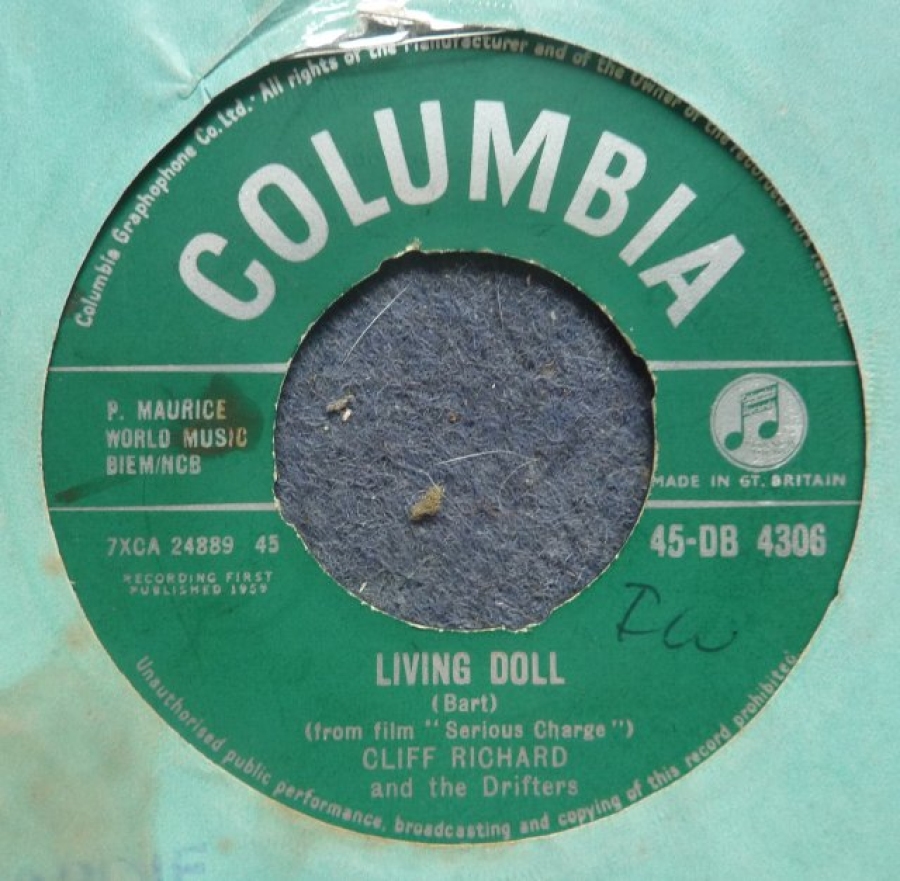 Columbia Graphophone Co. Ltd. · All rights of the Manufacturer and of the Owner of the recorded work reserved.
COLUMBIA
P. MAURICE
WORLD MUSIC
BIEM/NCB
MADE IN GT. BRITAIN
7XCA 24889 45
45-DB 4306
RECORDING FIRST
PUBLISHED 1959
LIVING DOLL
(Bart)
(from film "Serious Charge")
CLIFF RICHARD
and the Drifters
Unauthorised public performance, broadcasting and copying of this record prohibited.